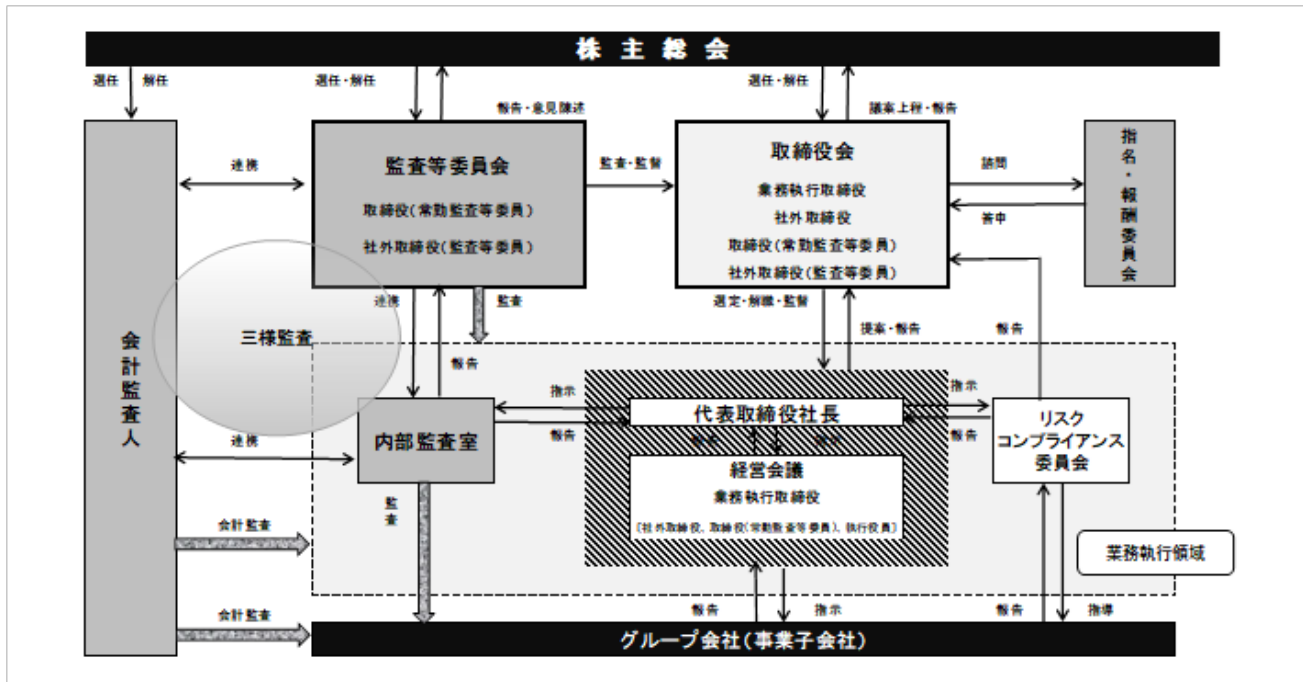 株主総会
選任 解任
選任・解任
報告・意見陳述
選任・解任
議案上程・報告
会計監査人
連携
監査等委員会
取締役(常勤監査等委員)
社外取締役(監査等委員)
監査・監督
取締役会
業務執行取締役
社外取締役
取締役(常勤監査等委員)
社外取締役(監査等委員)
諮問
答申
指名・報酬委員会
三様監査
連携
監査
報告
選定・解職・監督
提案・報告
報告
指示
報告
代表取締役社長
指示
報告
内部監査室
連携
報告
指示
経営会議
業務執行取締役
[社外取締役、取締役(常勤監査等委員)、執行役員]
リスク
コンプライアンス
委員会
監査
会計監査
業務執行領域
会計監査
報告
指示
報告
指導
グループ会社(事業子会社)